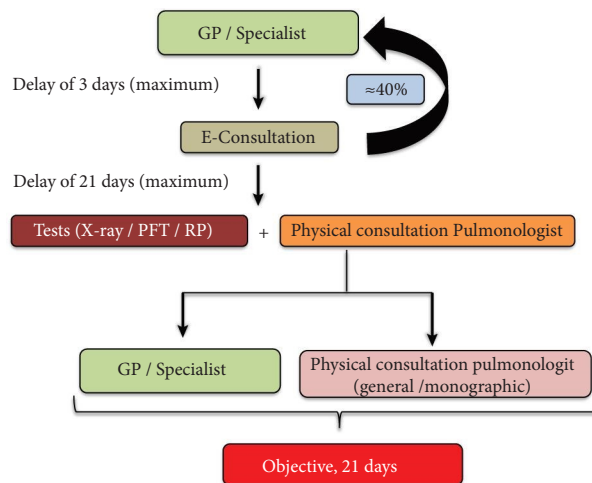 GP / Specialist
Delay of 3 days (maximum)
≈40%
E-Consultation
Delay of 21 days (maximum)
Tests (X-ray / PFT / RP) + Physical consultation Pulmonologist
GP / Specialist
Physical consultation pulmonologit
(general /monographic)
Objective, 21 days